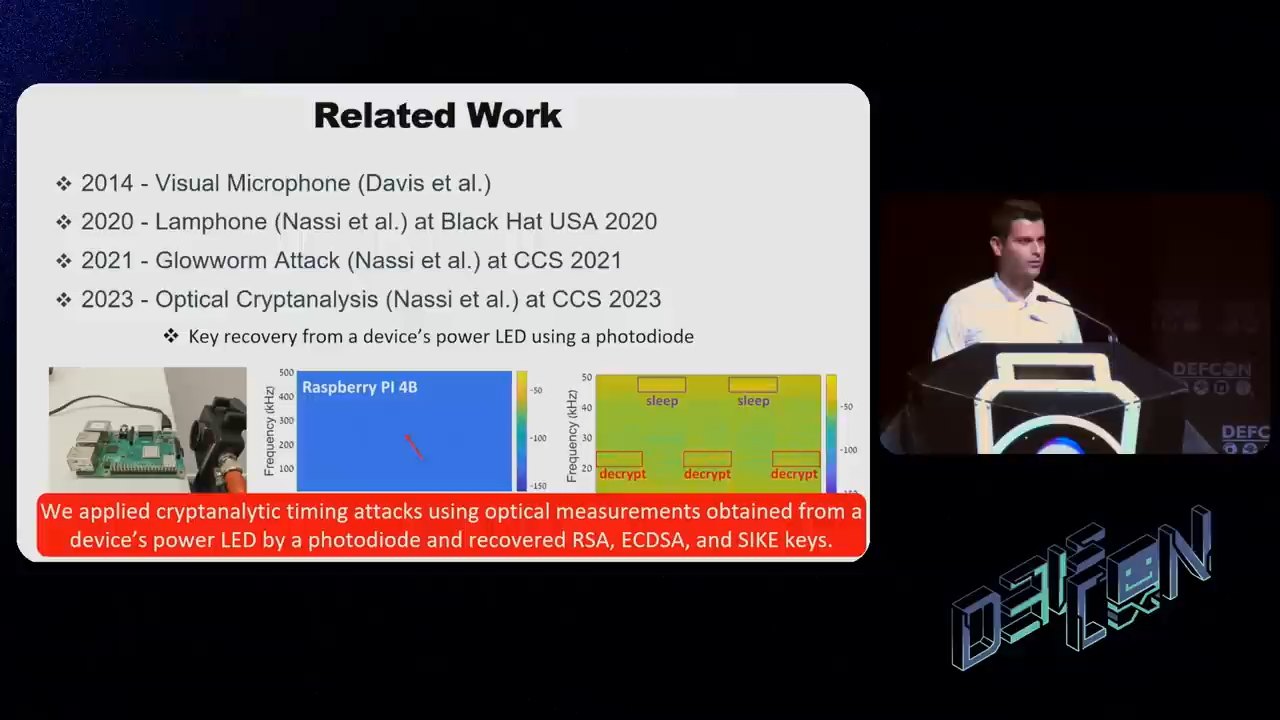 Related Work
❖ 2014 - Visual Microphone (Davis et al.)
❖ 2020 - Lamphone (Nassi et al.) at Black Hat USA 2020
❖ 2021 - Glowworm Attack (Nassi et al.) at CCS 2021
❖ 2023 - Optical Cryptanalysis (Nassi et al.) at CCS 2023
❖ Key recovery from a device's power LED using a photodiode
Raspberry PI 4B
Frequency (kHz)
500
400
300
200
100
-50
-100
-150
Frequency (kHz)
50
40
30
20
sleep
sleep
decrypt
decrypt
decrypt
-50
-100
We applied cryptanalytic timing attacks using optical measurements obtained from a
device's power LED by a photodiode and recovered RSA, ECDSA, and SIKE keys.
DEFCON
DEFC
DEFCON